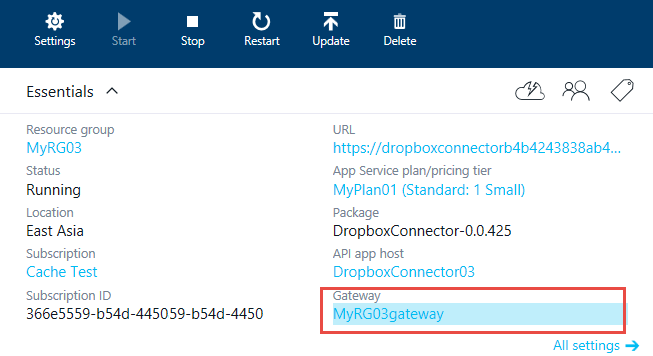 Settings
Start
Stop
Restart
Update
Delete
Essentials
Resource group
MyRG03
Status
Running
Location
East Asia
Subscription
Cache Test
Subscription ID
366e5559-b54d-445059-b54d-4450
URL
https://dropboxconnectorb4b4243838ab4...
App Service plan/pricing tier
MyPlan01 (Standard: 1 Small)
Package
DropboxConnector-0.0.425
API app host
DropboxConnector03
Gateway
MyRG03gateway
All settings